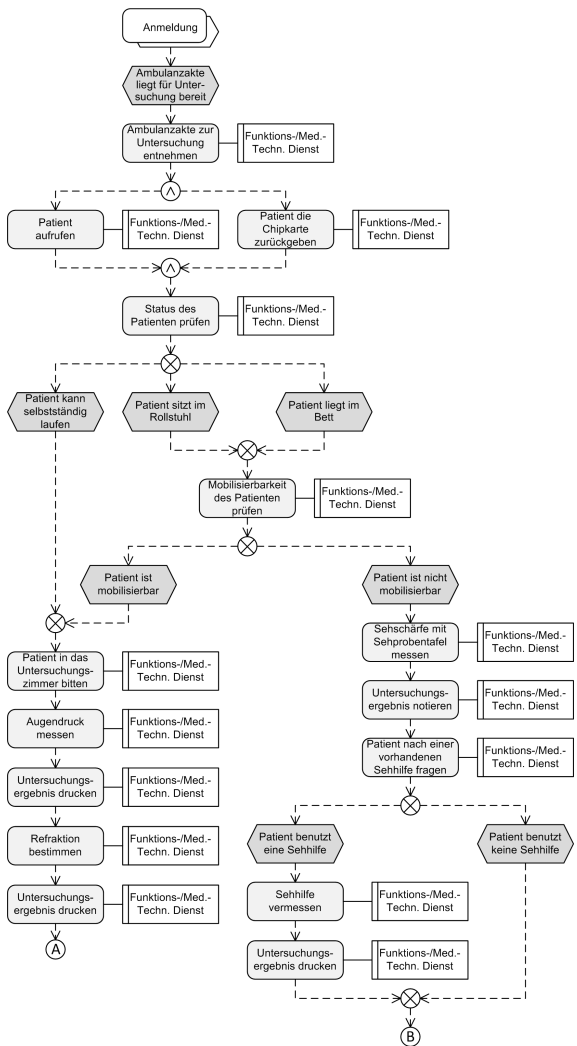 Anmeldung
Ambulanzakte
liegt für Unter-
suchung bereit
Ambulanzakte zur
Untersuchung
entnehmen
Funktions-/Med.-
Techn. Dienst
Patient
aufrufen
Funktions-/Med.-
Techn. Dienst
Patient die
Chipkarte
zurückgeben
Funktions-/Med.-
Techn. Dienst
Status des
Patienten prüfen
Funktions-/Med.-
Techn. Dienst
Patient kann
selbstständig
laufen
Patient sitzt im
Rollstuhl
Patient liegt im
Bett
Mobilisierbarkeit
des Patienten
prüfen
Funktions-/Med.-
Techn. Dienst
Patient ist
mobilisierbar
Patient ist nicht
mobilisierbar
Sehschärfe mit
Sehprobentafel
messen
Funktions-/Med.-
Techn. Dienst
Patient in das
Untersuchungs-
zimmer bitten
Funktions-/Med.-
Techn. Dienst
Untersuchungs-
ergebnis notieren
Funktions-/Med.-
Techn. Dienst
Augendruck
messen
Funktions-/Med.-
Techn. Dienst
Patient nach einer
vorhandenen
Sehhilfe fragen
Funktions-/Med.-
Techn. Dienst
Untersuchungs-
ergebnis drucken
Funktions-/Med.-
Techn. Dienst
Refraktion
bestimmen
Funktions-/Med.-
Techn. Dienst
Patient benutzt
eine Sehhilfe
Patient benutzt
keine Sehhilfe
Untersuchungs-
ergebnis drucken
Funktions-/Med.-
Techn. Dienst
Sehhilfe
vermessen
Funktions-/Med.-
Techn. Dienst
A
Untersuchungs-
ergebnis drucken
Funktions-/Med.-
Techn. Dienst
B